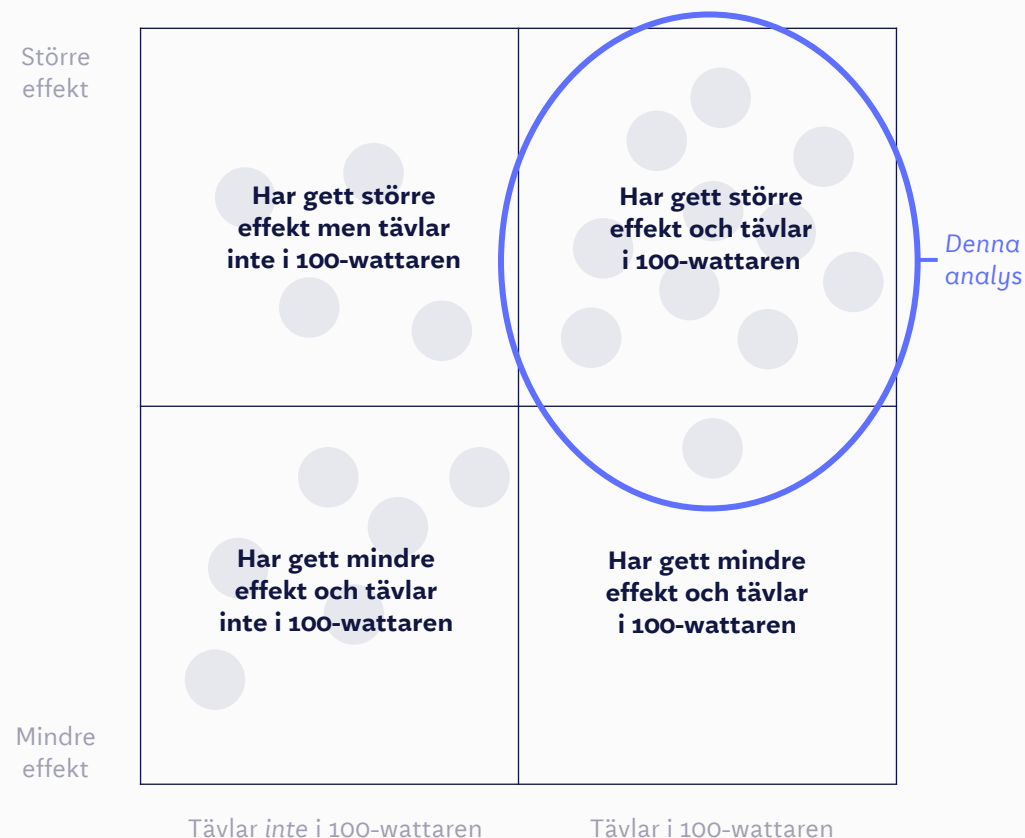 Större
effekt
Har gett större
effekt men tävlar
inte i 100-wattaren
Har gett större
effekt och tävlar
i 100-wattaren
Denna
analys
Har gett mindre
effekt och tävlar
inte i 100-wattaren
Har gett mindre
effekt och tävlar
i 100-wattaren
Mindre
effekt
Tävlar inte i 100-wattaren
Tävlar i 100-wattaren